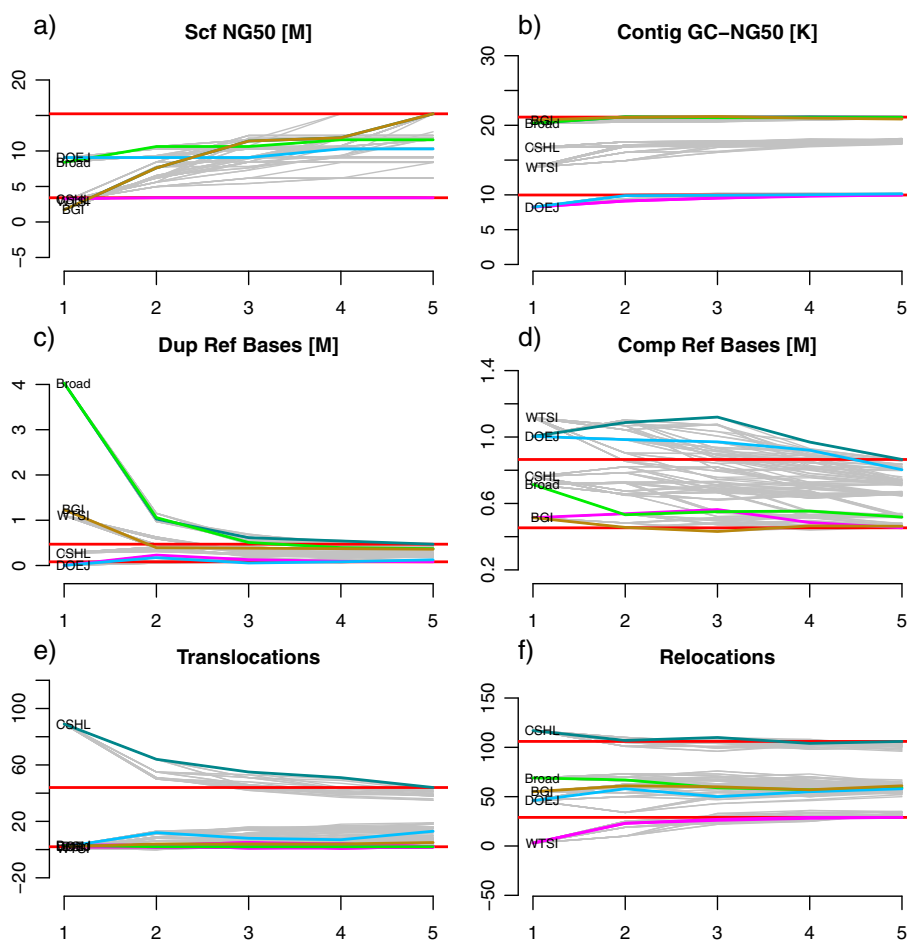 a) Scf NG50 [M]
20
10
5
0
−5
DOEJ
Broad
CSHL
BGI
1 2 3 4 5
b) Contig GC−NG50 [K]
30
20
10
5
0
BGI
Broad
CSHL
WTSI
DOEJ
1 2 3 4 5
c) Dup Ref Bases [M]
4
3
2
1
0
Broad
BGI
WTSI
CSHL
DOEJ
1 2 3 4 5
d) Comp Ref Bases [M]
1.4
1.0
0.6
0.2
WTSI
DOEJ
CSHL
Broad
BGI
1 2 3 4 5
e) Translocations
100
60
20
−20
CSHL
WTSI
1 2 3 4 5
f) Relocations
150
100
50
0
−50
CSHL
Broad
BGI
DOEJ
WTSI
1 2 3 4 5